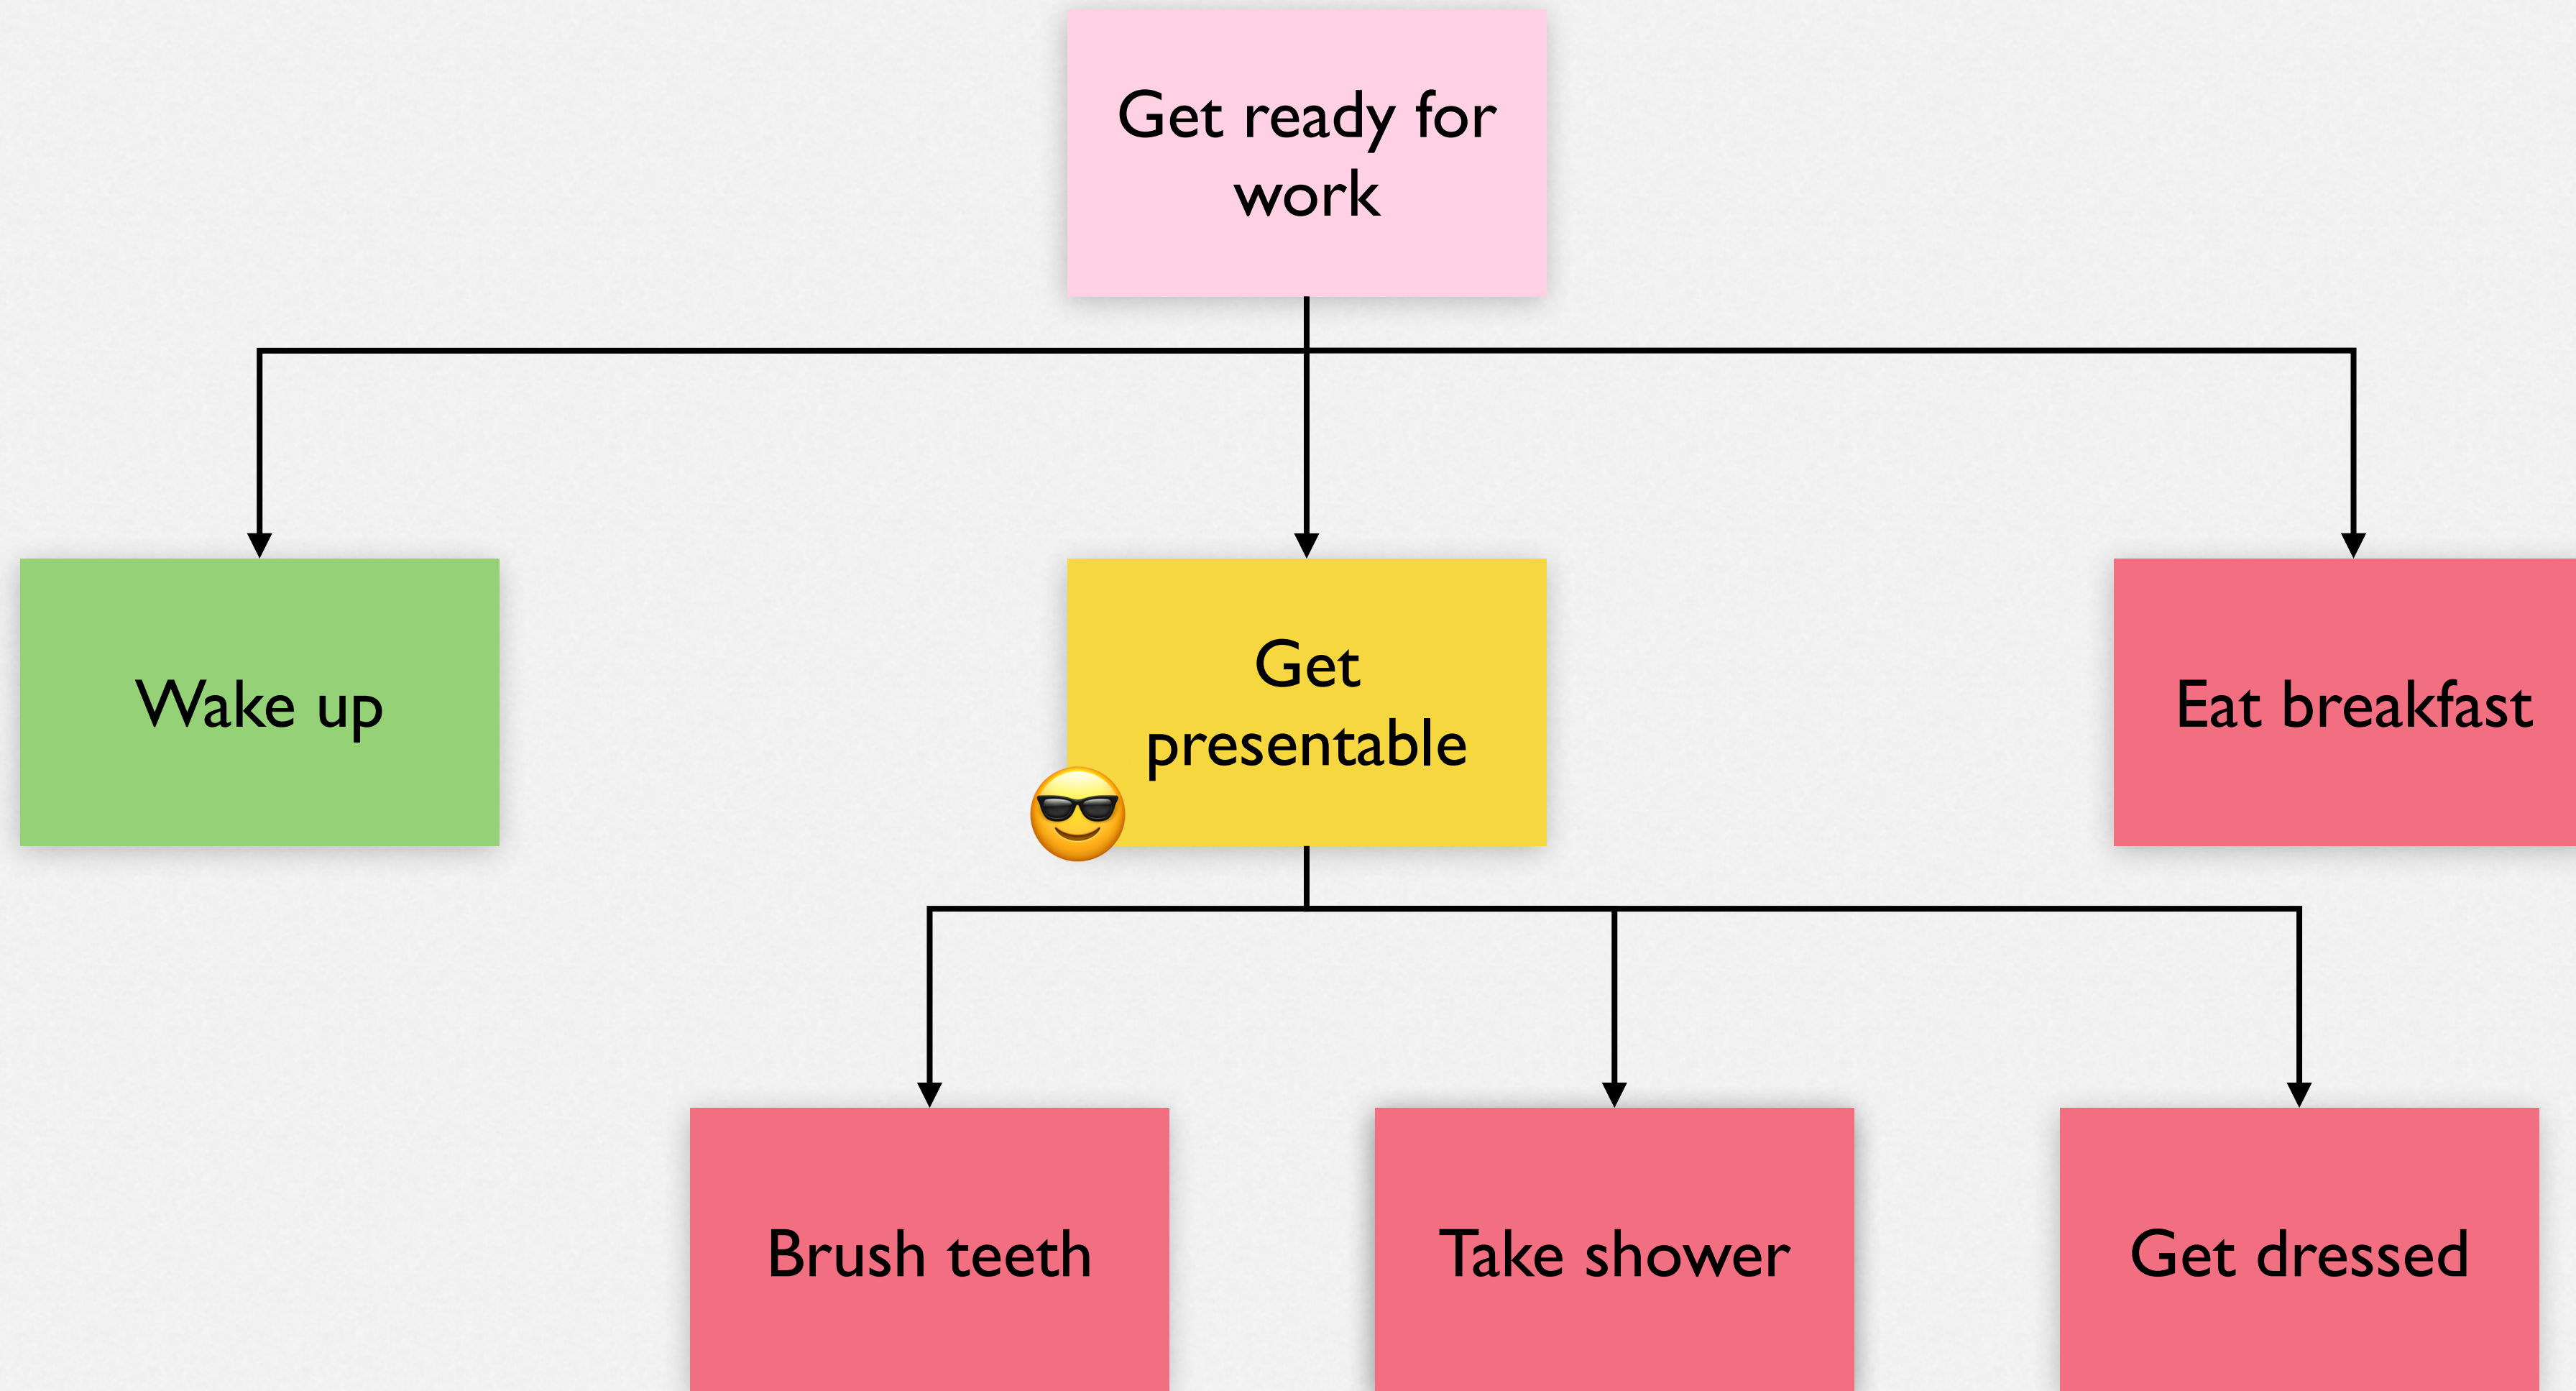 Get ready for
work
Wake up
Get
presentable
Eat breakfast
Brush teeth
Take shower
Get dressed